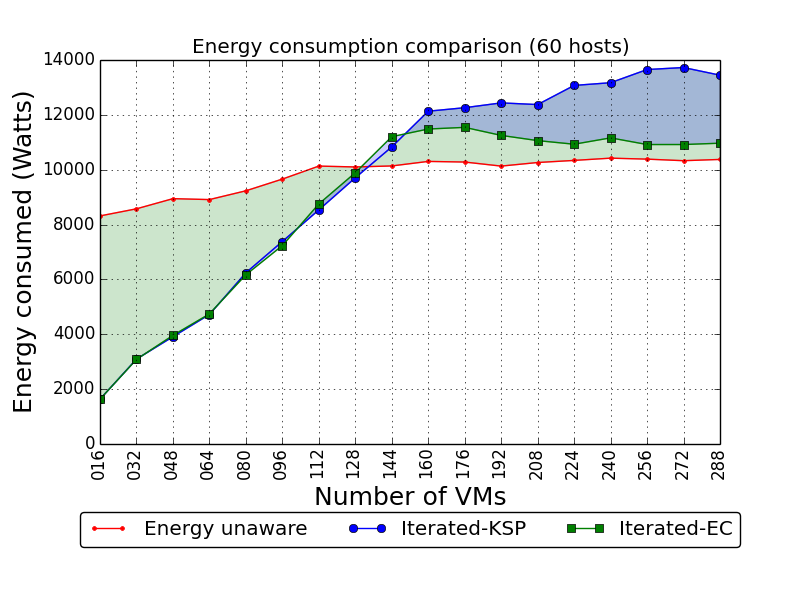 Energy consumption comparison (60 hosts)
14000
12000
10000
8000
6000
4000
2000
0
Energy consumed (Watts)
016 032 048 064 080 096 112 128 144 160 176 192 208 224 240 256 272 288
Number of VMs
Energy unaware Iterated-KSP Iterated-EC